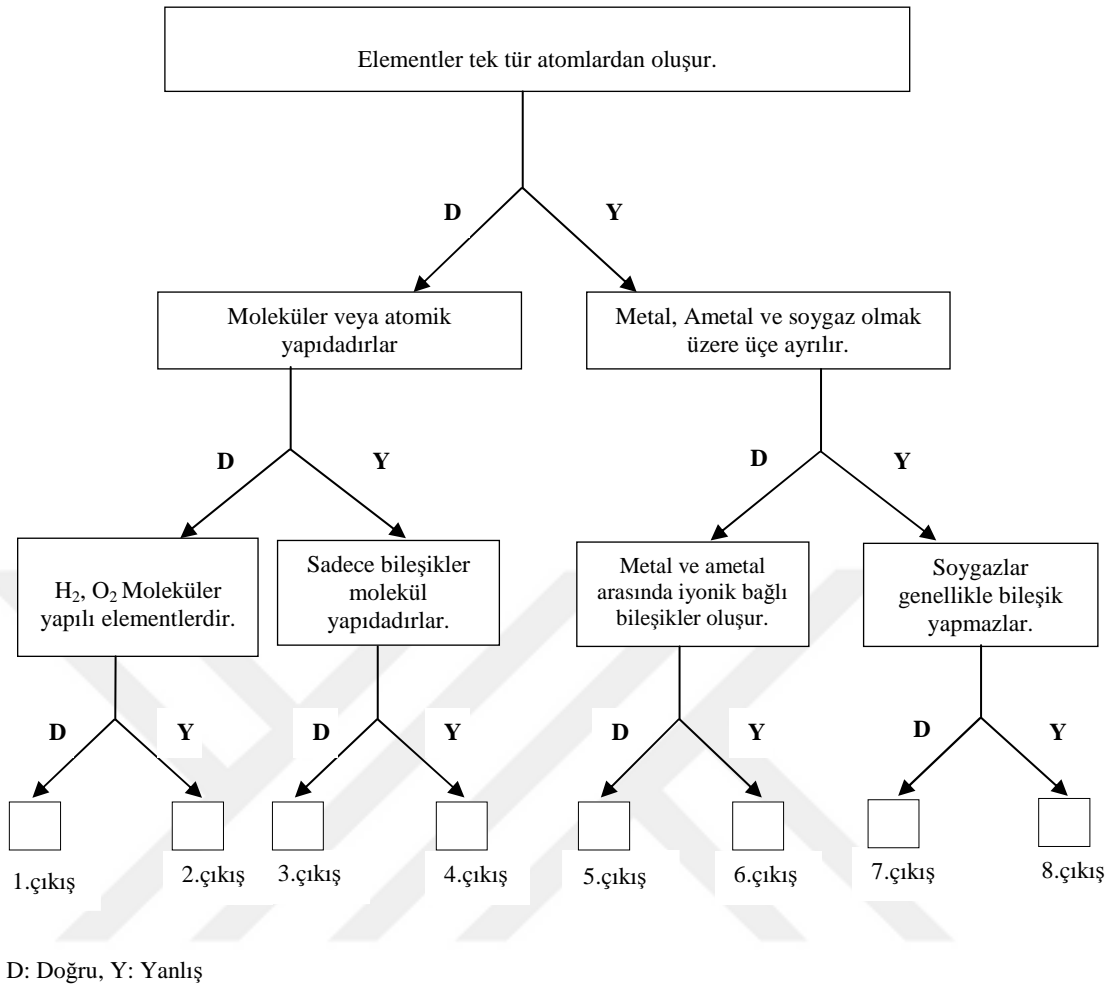 Elementler tek tür atomlardan oluşur.
D
Y
Moleküler veya atomik
yapıdadırlar
Metal, Ametal ve soygaz olmak
üzere üçe ayrılır.
D
Y
D
Y
H₂, O₂ Moleküler
yapılı elementlerdir.
Sadece bileşikler
molekül
yapıdadırlar.
Metal ve ametal
arasında iyonik bağlı
bileşikler oluşur.
Soygazlar
genellikle bileşik
yapmazlar.
D
Y
D
Y
D
Y
D
Y
1.çıkış
2.çıkış
3.çıkış
4.çıkış
5.çıkış
6.çıkış
7.çıkış
8.çıkış
D: Doğru, Y: Yanlış